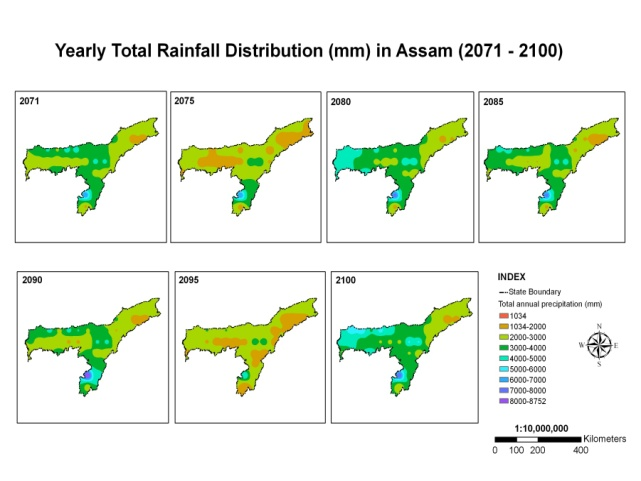 Yearly Total Rainfall Distribution (mm) in Assam (2071 - 2100)
2071
2075
2080
2085
2090
2095
2100
INDEX
State Boundary
Total annual precipitation (mm)
1034
1034-2000
2000-3000
3000-4000
4000-5000
5000-6000
6000-7000
7000-8000
8000-8752
N
W E
S
1:10,000,000
Kilometers
0 100 200 400